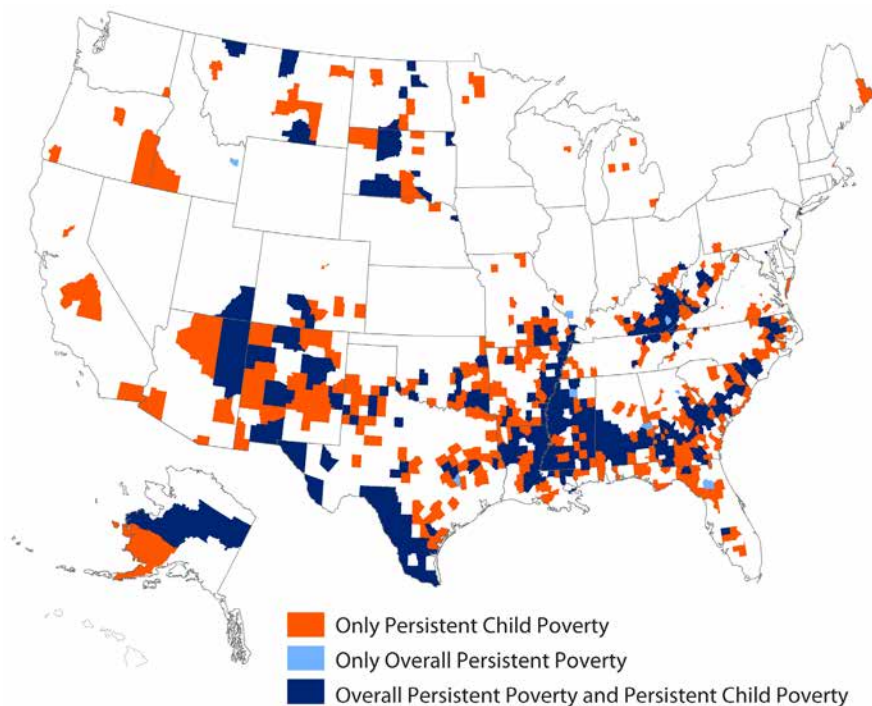 Only Persistent Child Poverty
Only Overall Persistent Poverty
Overall Persistent Poverty and Persistent Child Poverty